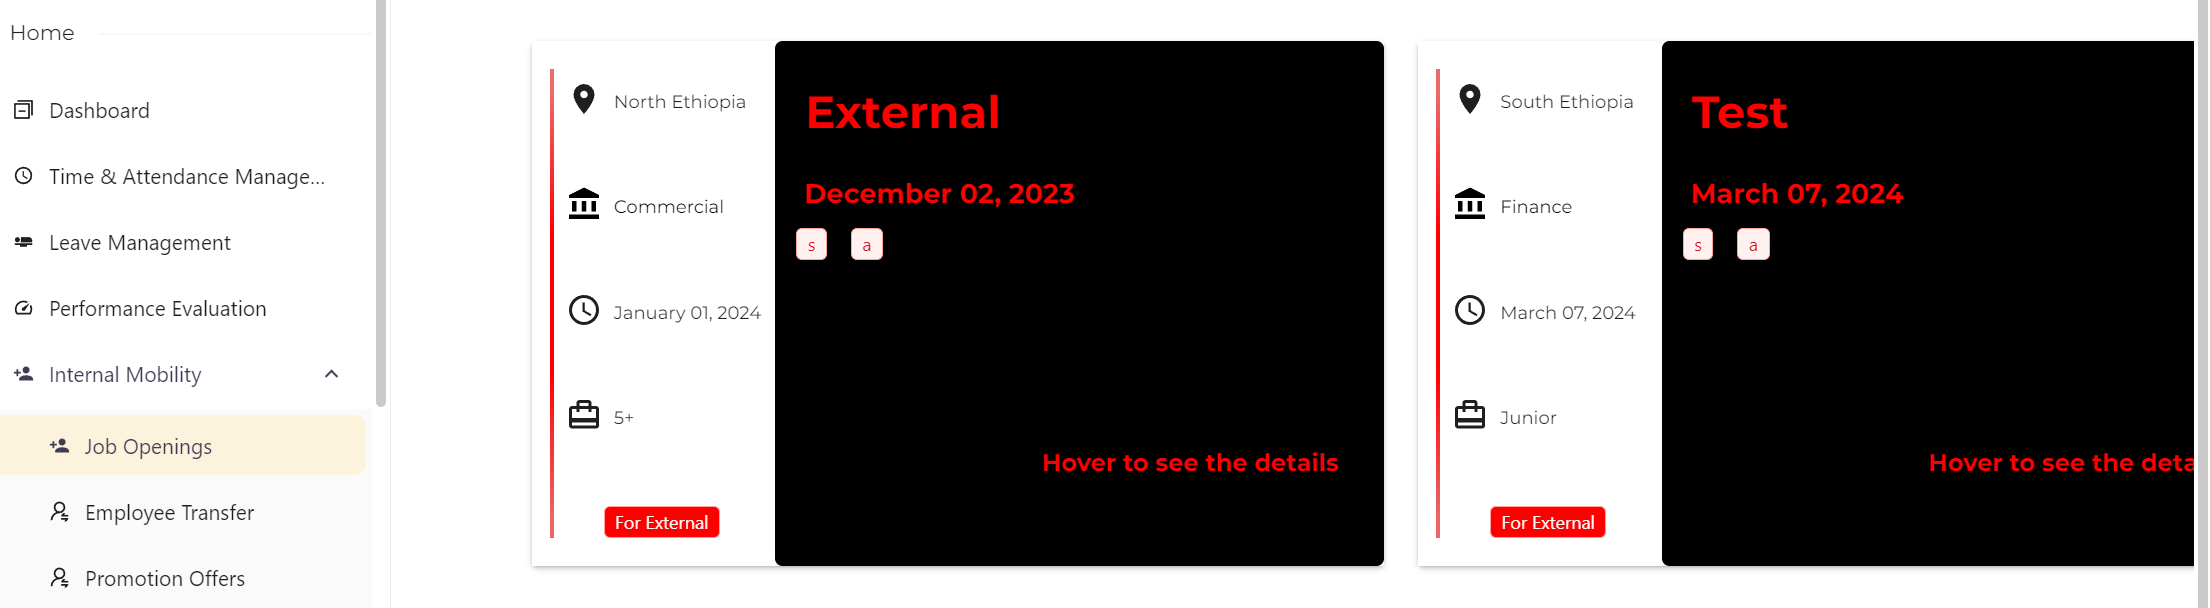 Home
Dashboard
Time & Attendance Manage...
Leave Management
Performance Evaluation
Internal Mobility
Job Openings
Employee Transfer
Promotion Offers
North Ethiopia
Commercial
January 01, 2024
5+
For External
External
December 02, 2023
s a
Hover to see the details
South Ethiopia
Finance
March 07, 2024
Junior
For External
Test
March 07, 2024
s a
Hover to see the deta